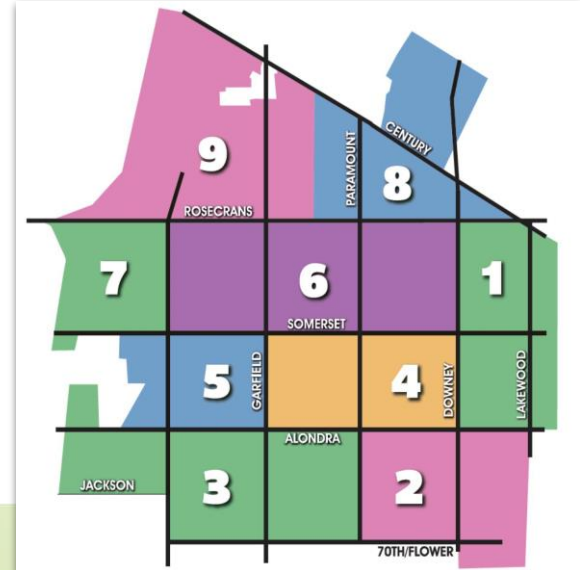 CENTURY
PARAMOUNT
9
8
ROSECRANS
7
6
1
SOMERSET
5
GARFIELD
4
DOWNEY
LAKEWOOD
ALONDRA
JACKSON
3
2
70TH/FLOWER